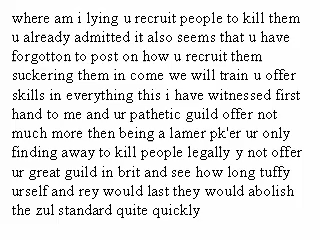 where am i lying u recruit people to kill them
u already admitted it also seems that u have
forgotton to post on how u recruit them
suckering them in come we will train u offer
skills in everything this i have witnessed first
hand to me and ur pathetic guild offer not
much more then being a lamer pk'er ur only
finding away to kill people legally y not offer
ur great guild in brit and see how long tuffy
urself and rey would last they would abolish
the zul standard quite quickly